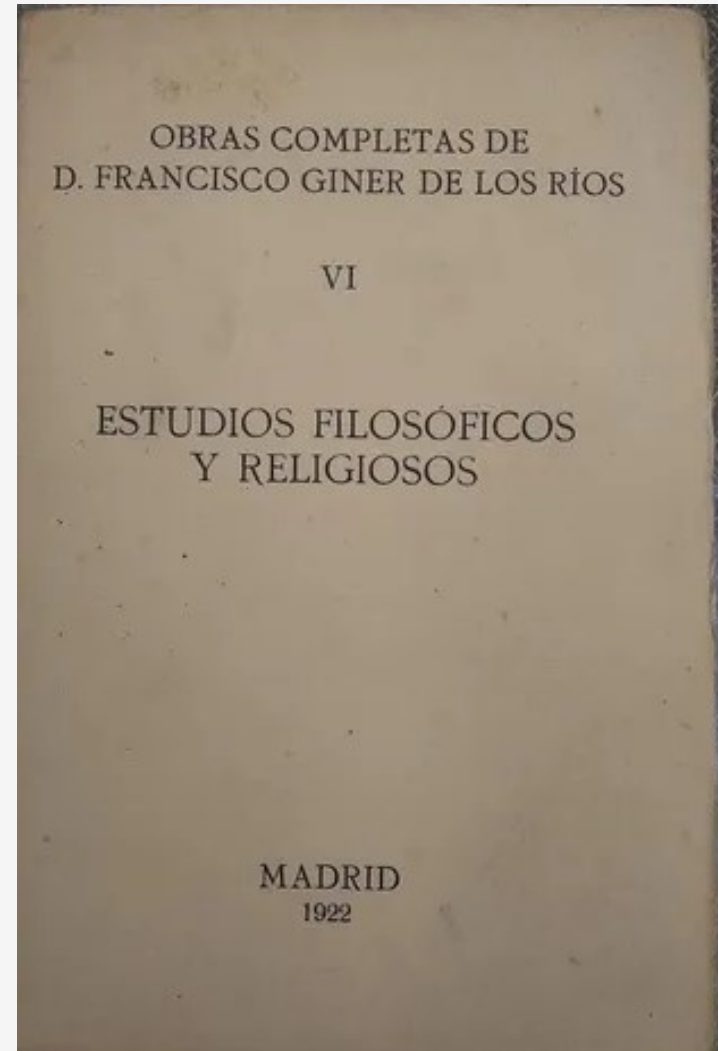 OBRAS COMPLETAS DE
D. FRANCISCO GINER DE LOS RÍOS
VI
ESTUDIOS FILOSÓFICOS
Y RELIGIOSOS
MADRID
1922